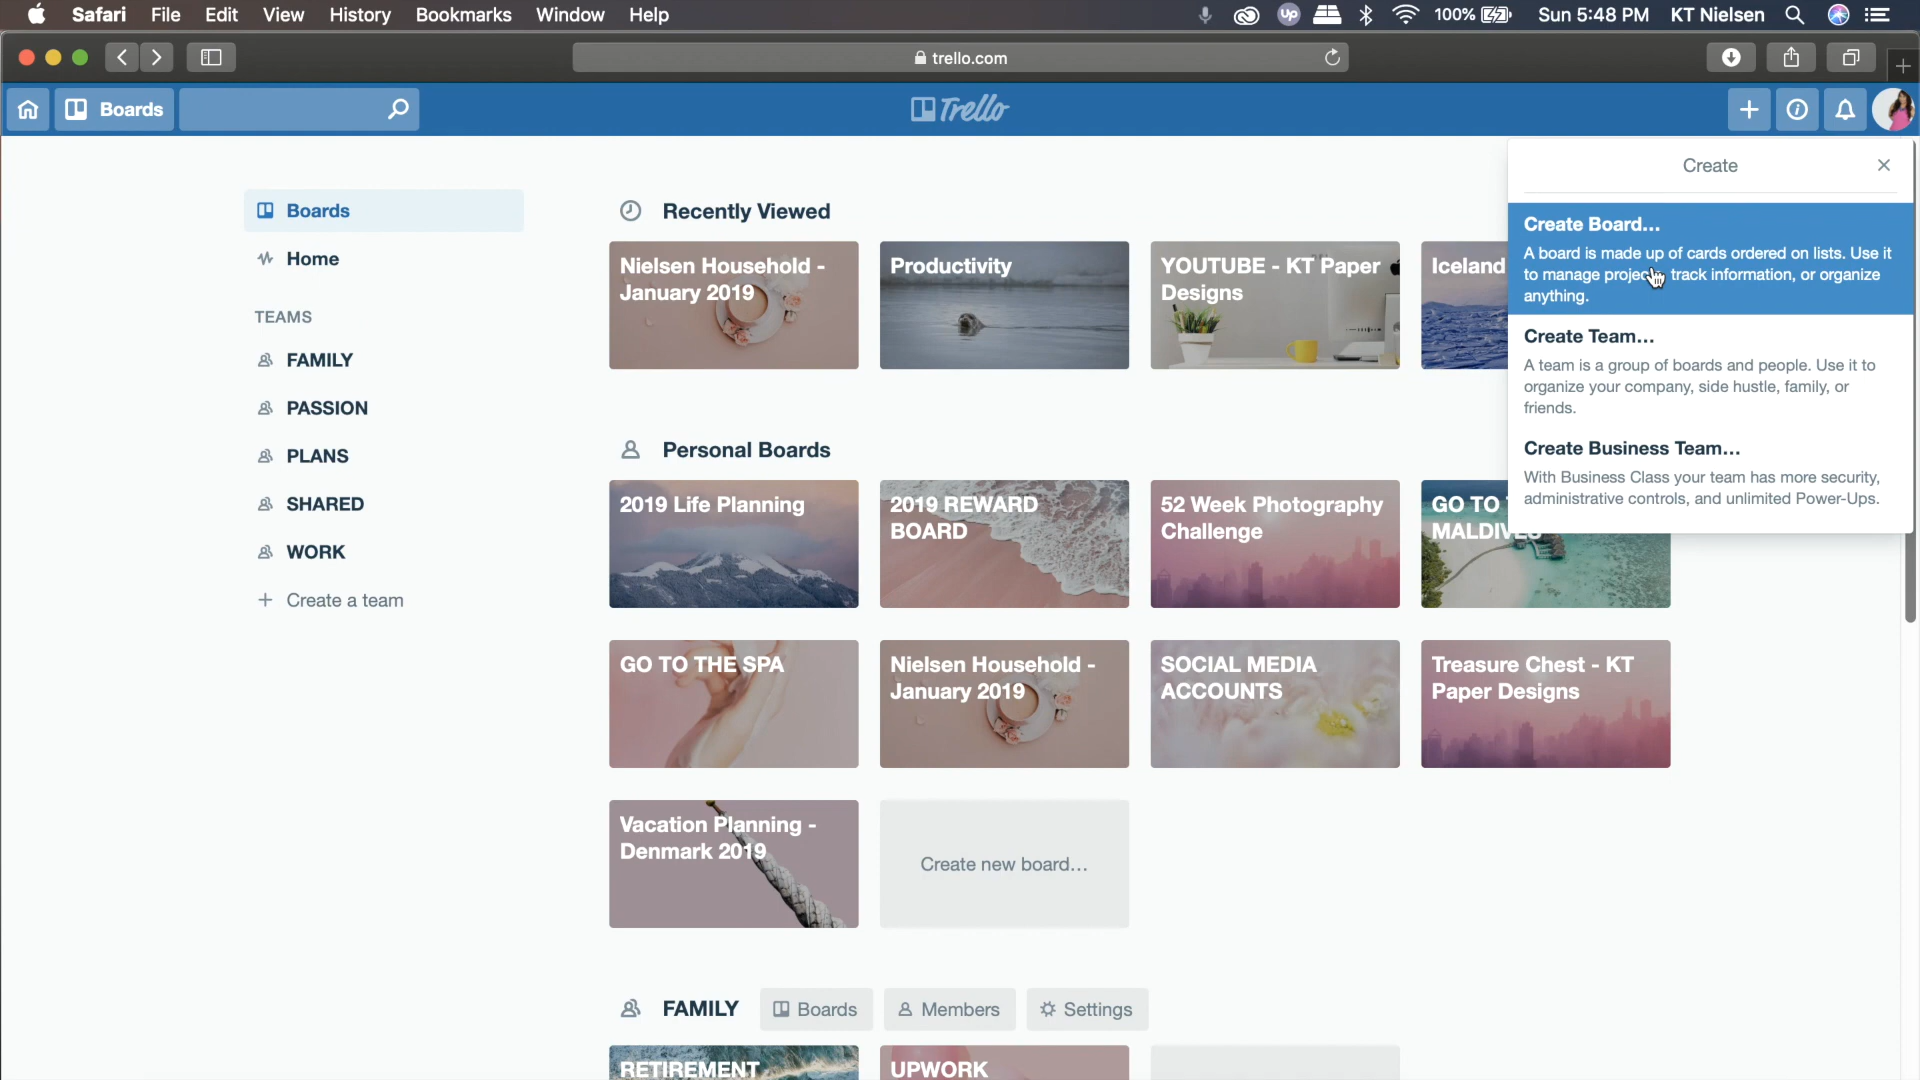 Safari File Edit View History Bookmarks Window Help
up 100% Sun 5:48 PM KT Nielsen
trello.com
Boards
Trello
Create
Create Board...
A board is made up of cards ordered on lists. Use it
track information, or organize
to manage
anything.
Create Team...
A team is a group of boards and people. Use it to
organize your company, side hustle, family, or
friends.
Create Business Team...
With Business Class your team has more security,
administrative controls, and unlimited Power-Ups.
Boards
Home
TEAMS
FAMILY
PASSION
PLANS
SHARED
WORK
+ Create a team
Recently Viewed
Nielsen Household -
January 2019
Productivity
YOUTUBE - KT Paper
Designs
Iceland
Personal Boards
2019 Life Planning
2019 REWARD
BOARD
52 Week Photography
Challenge
GO TO
GO TO THE SPA
Nielsen Household -
January 2019
SOCIAL MEDIA
ACCOUNTS
Treasure Chest - KT
Paper Designs
Vacation Planning -
Denmark 2019
Create new board...
FAMILY
Boards
Members
Settings
RETIREMENT
UPWORK